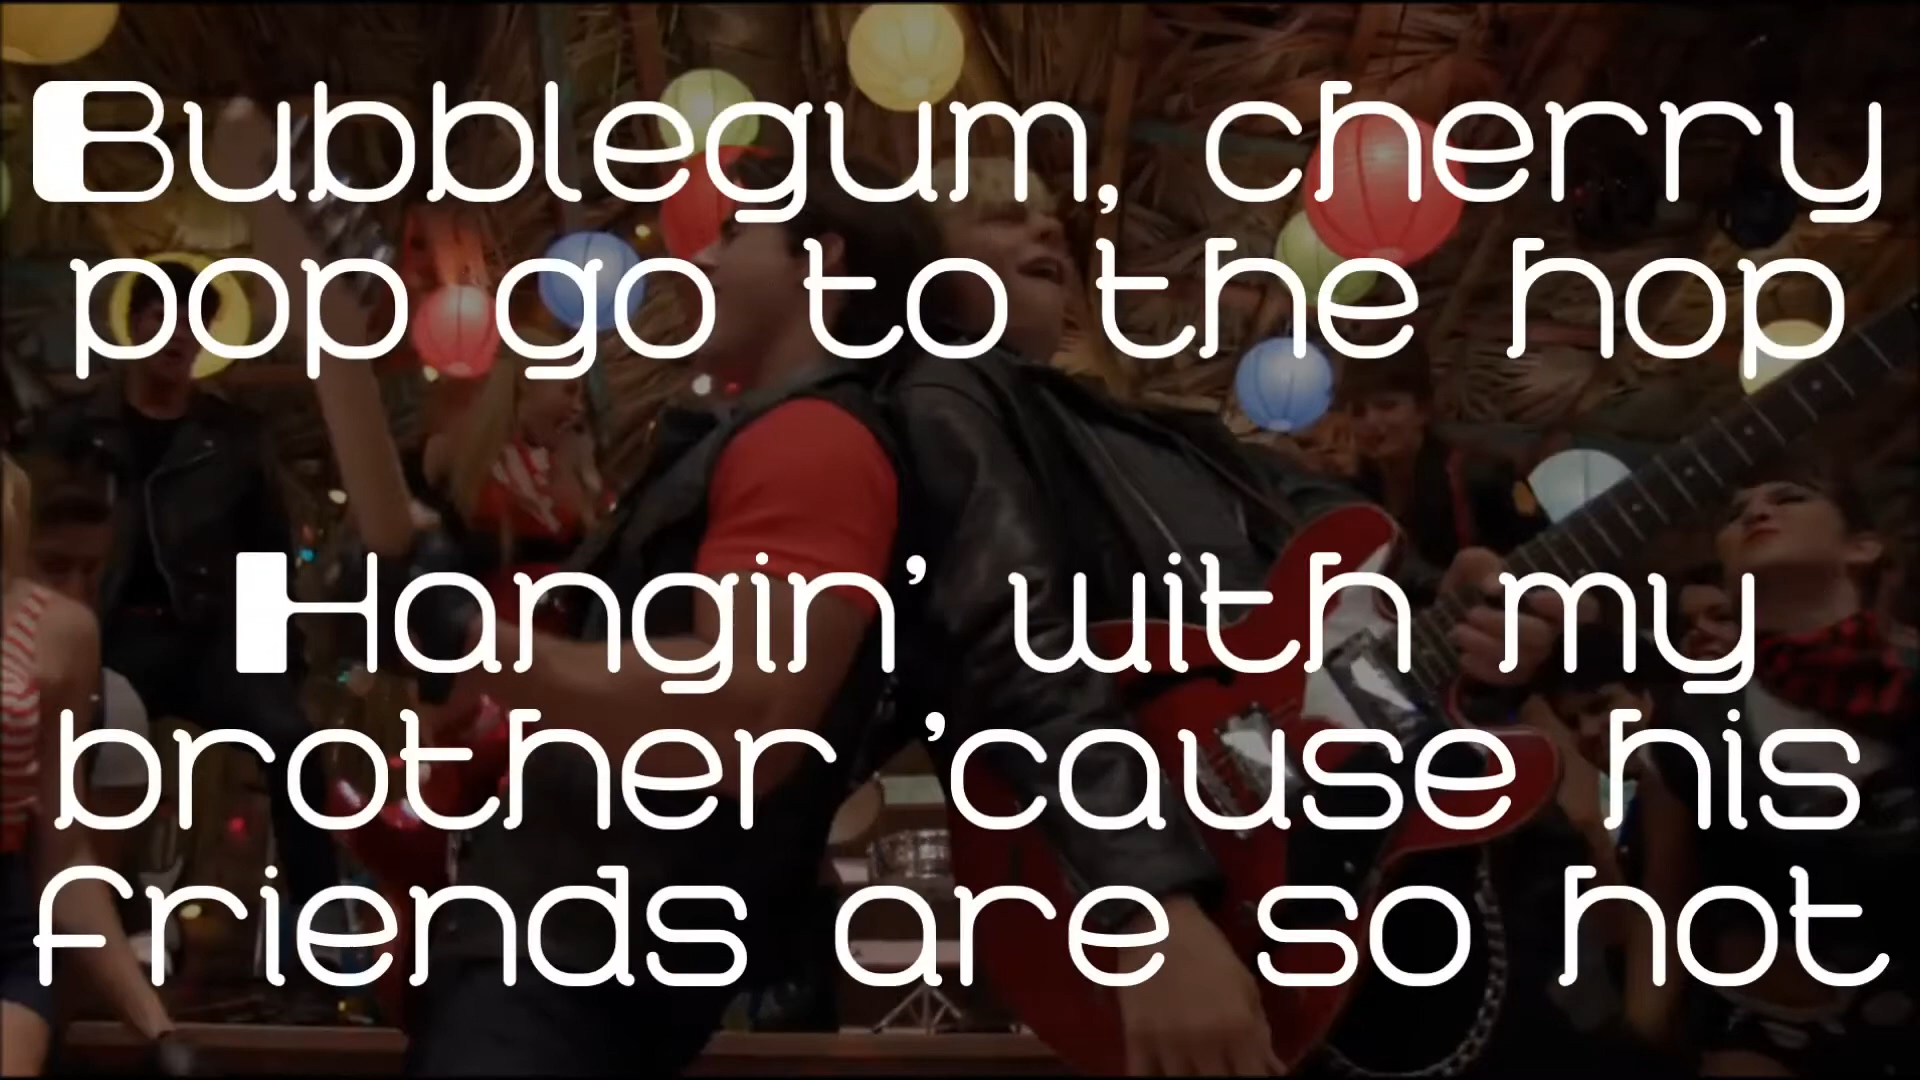 Bubblegum, cherry
pop go to the hop
Hangin’ with my
brother ’cause his
friends are so hot